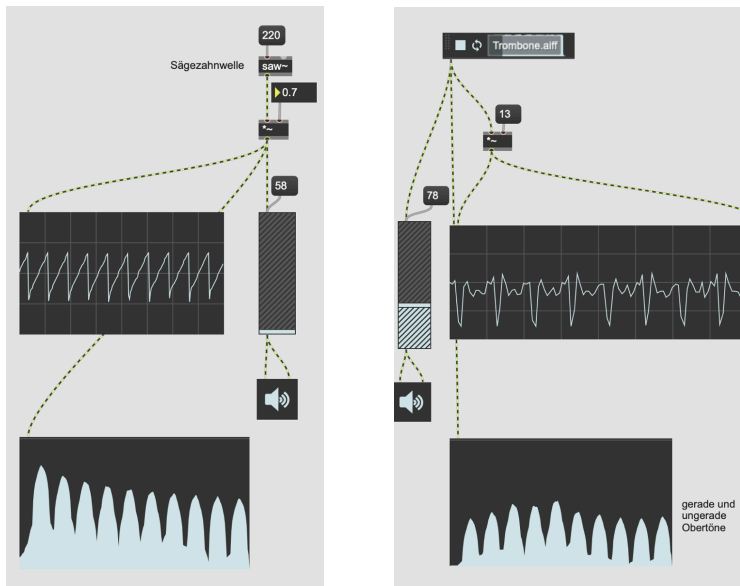 220
Sägezahnwelle
saw~
0.7
*~
58
Trombone.aiff
13
*~
78
gerade und
ungerade
Obertöne